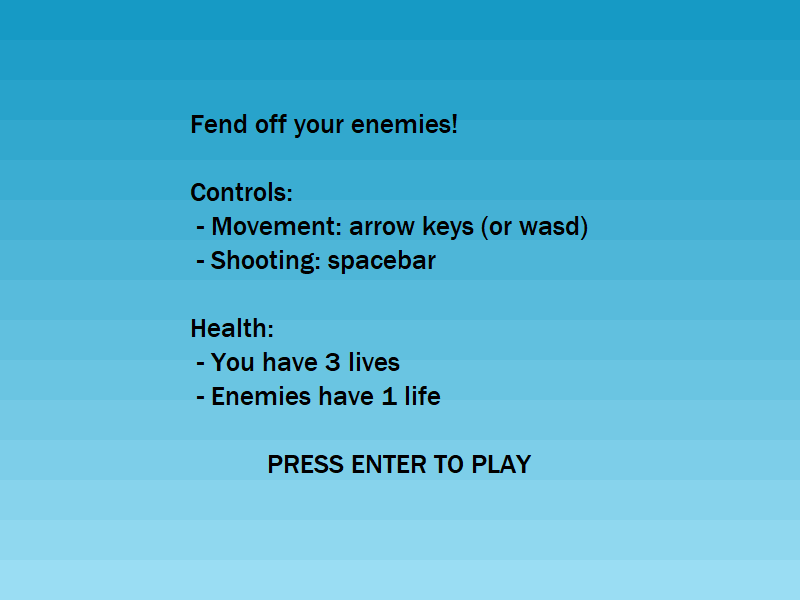 Fend off your enemies!
Controls:
- Movement: arrow keys (or wasd)
- Shooting: spacebar
Health:
- You have 3 lives
- Enemies have 1 life
PRESS ENTER TO PLAY